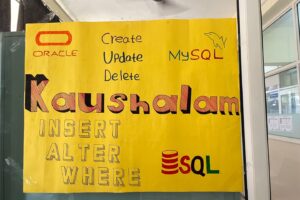 ORACLE
Create
Update
Delete
MySQL
Kaushalam
INSERT
ALTER
WHERE
SQL